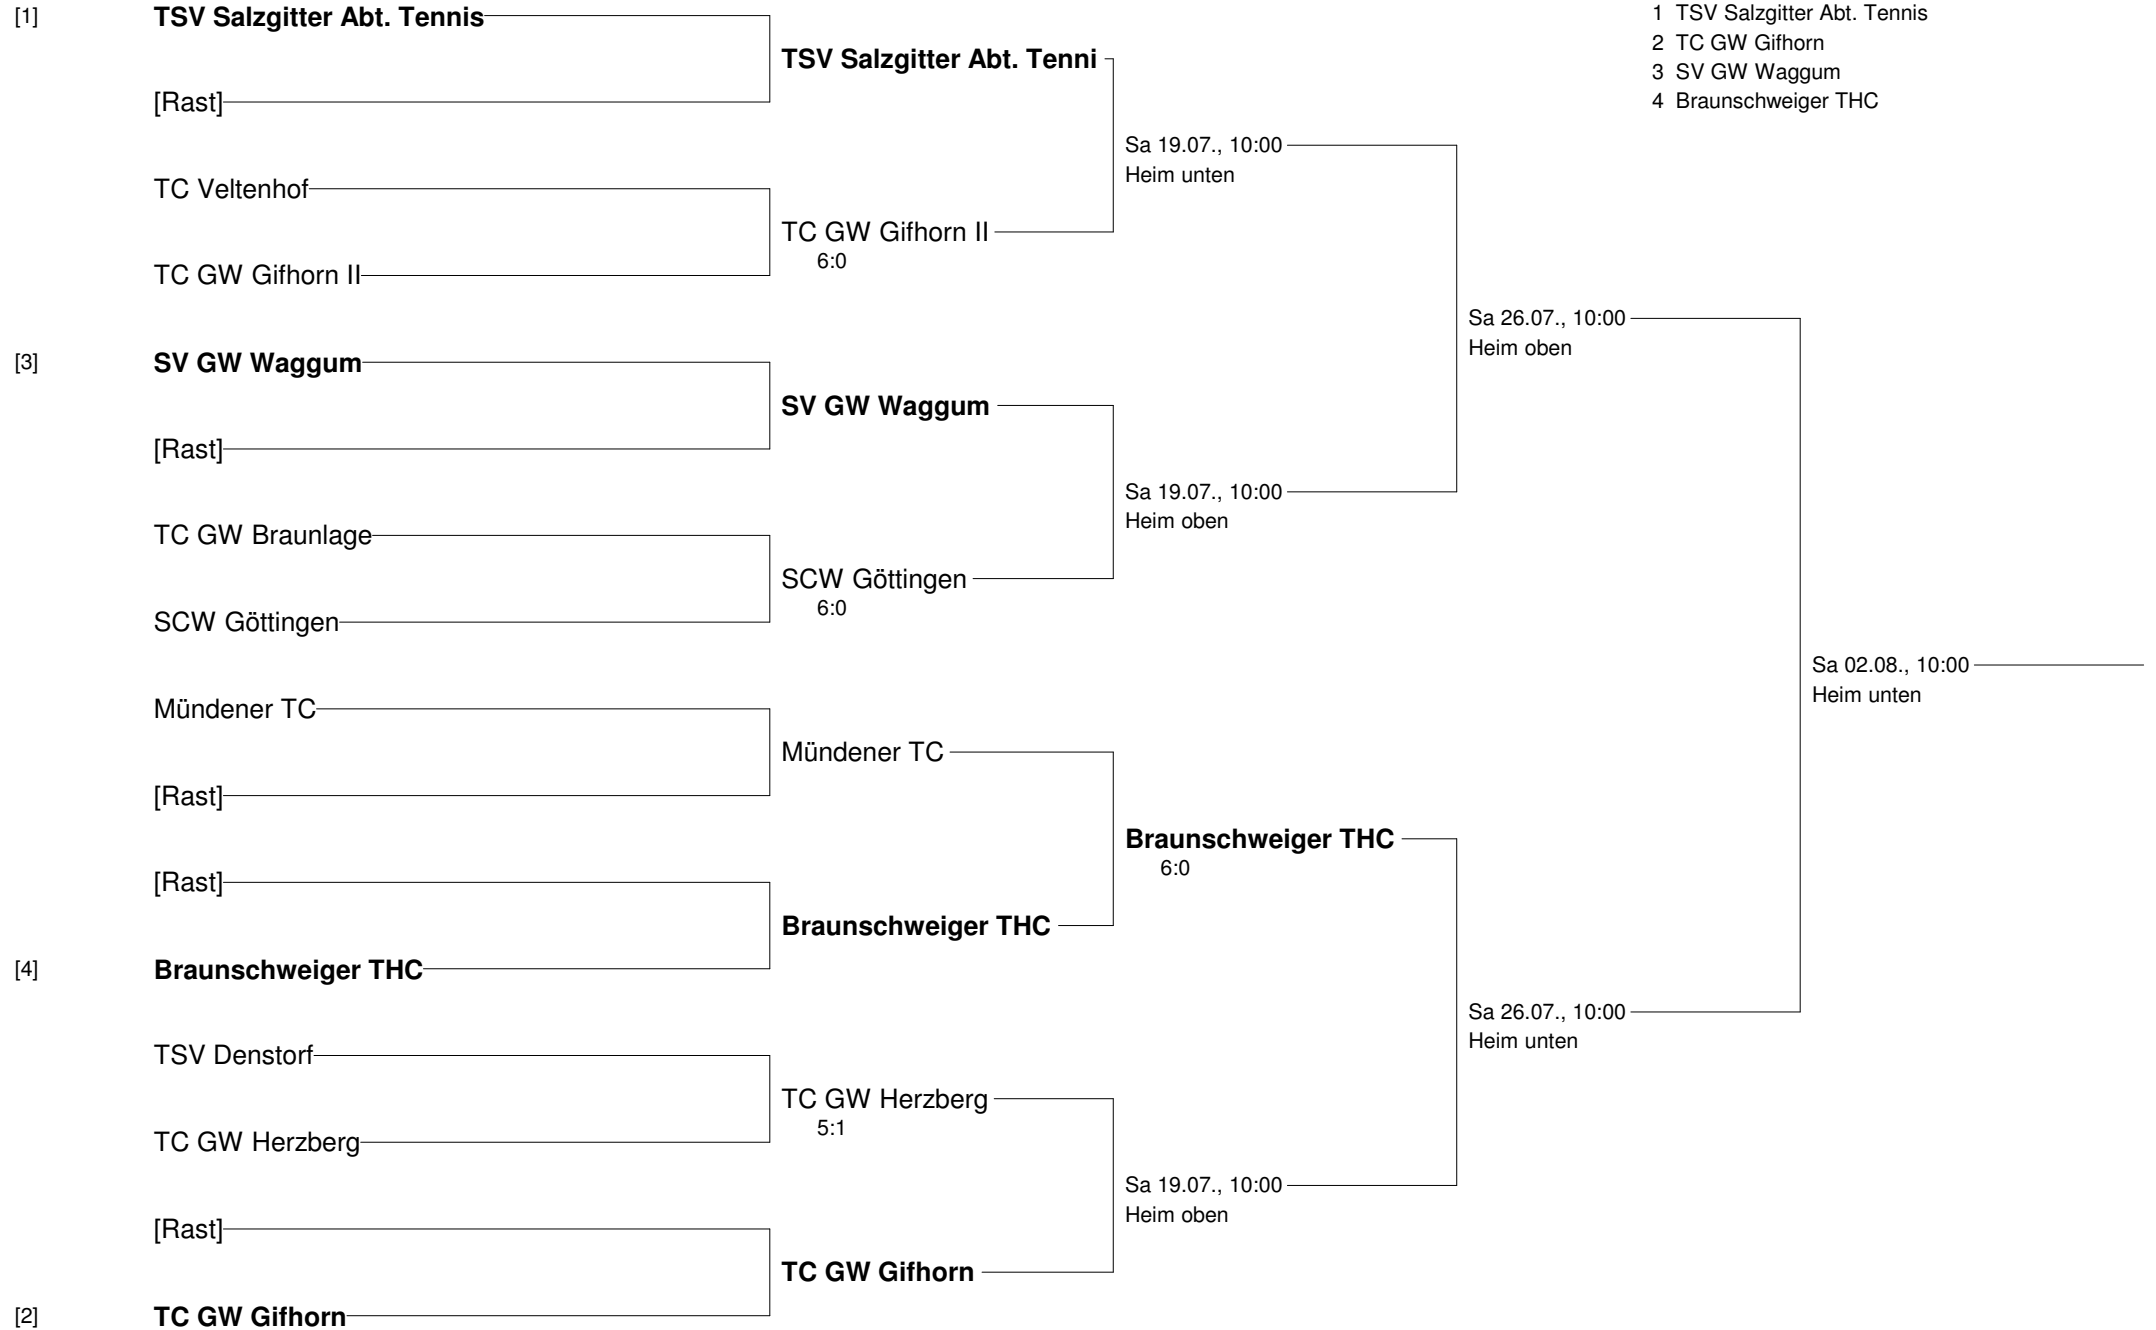 [1] TSV Salzgitter Abt. Tennis
[Rast]
TC Veltenhof
TC GW Gifhorn II
[3] SV GW Waggum
[Rast]
TC GW Braunlage
SCW Göttingen
Mündener TC
[Rast]
[Rast]
[4] Braunschweiger THC
TSV Denstorf
TC GW Herzberg
[Rast]
[2] TC GW Gifhorn
TSV Salzgitter Abt. Tenni
TC GW Gifhorn II
6:0
SV GW Waggum
SCW Göttingen
6:0
Mündener TC
Braunschweiger THC
TC GW Herzberg
5:1
TC GW Gifhorn
Sa 19.07., 10:00
Heim unten
Sa 19.07., 10:00
Heim oben
Braunschweiger THC
6:0
Sa 19.07., 10:00
Heim oben
Sa 26.07., 10:00
Heim oben
Sa 26.07., 10:00
Heim unten
Sa 02.08., 10:00
Heim unten
1 TSV Salzgitter Abt. Tennis
2 TC GW Gifhorn
3 SV GW Waggum
4 Braunschweiger THC